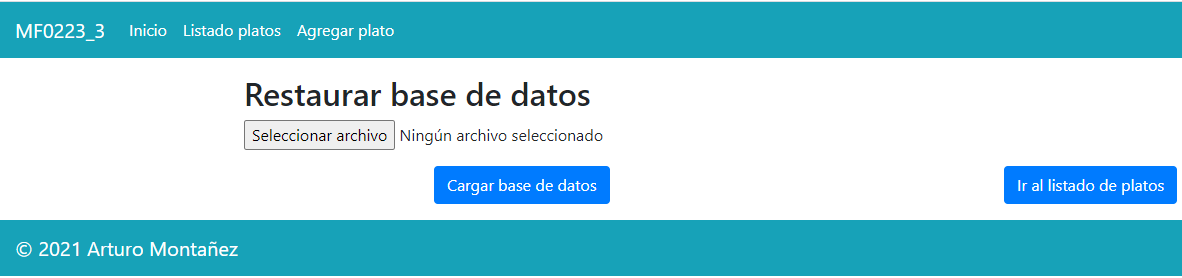 MF0223_3 Inicio Listado platos Agregar plato
Restaurar base de datos
Seleccionar archivo Ningún archivo seleccionado
Cargar base de datos Ir al listado de platos
© 2021 Arturo Montañez